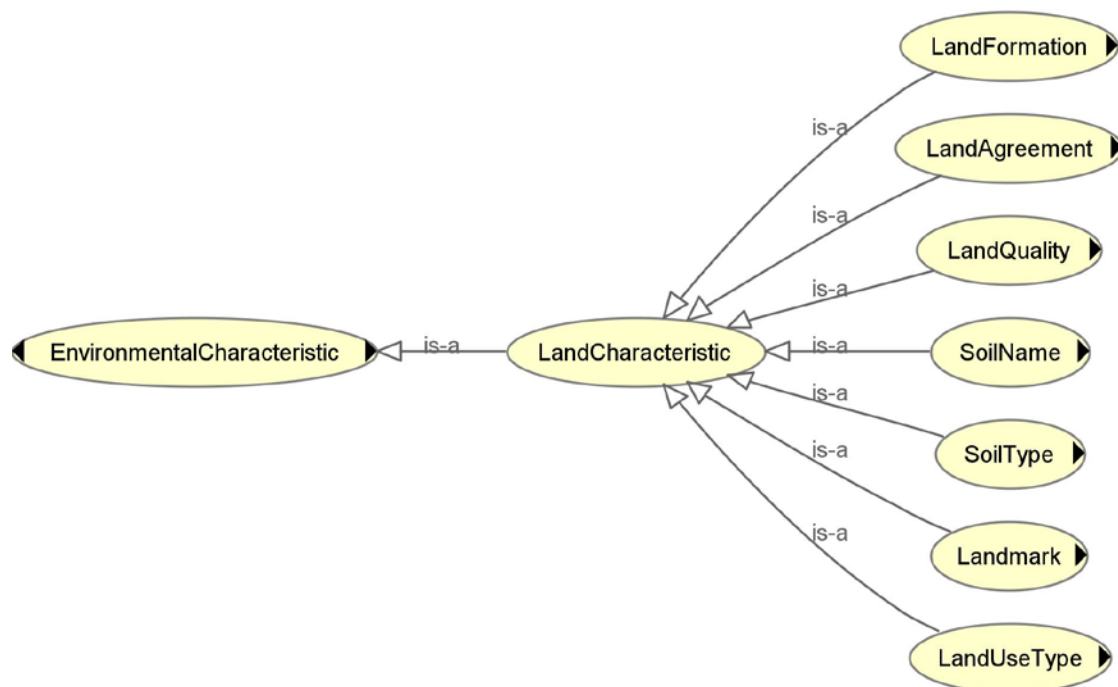 LandFormation
is-a
LandAgreement
is-a
LandQuality
is-a
EnvironmentalCharacteristic
is-a
LandCharacteristic
is-a
SoilName
is-a
SoilType
is-a
Landmark
is-a
LandUseType